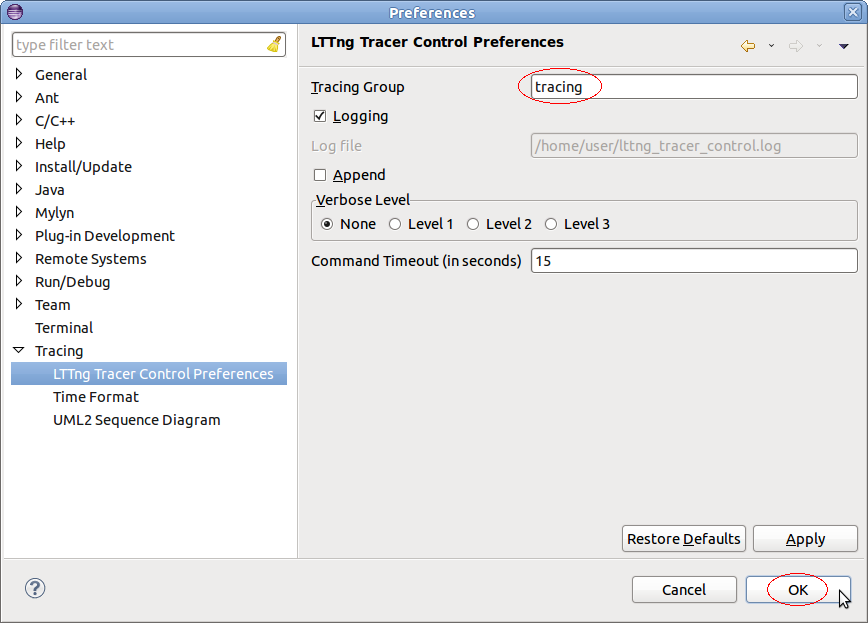 Preferences
type filter text
General
Ant
C/C++
Help
Install/Update
Java
Mylyn
Plug-in Development
Remote Systems
Run/Debug
Team
Terminal
Tracing
LTTng Tracer Control Preferences
Time Format
UML2 Sequence Diagram
LTTng Tracer Control Preferences
Tracing Group tracing
Logging
Log file /home/user/lttng_tracer_control.log
Append
Verbose Level
None Level 1 Level 2 Level 3
Command Timeout (in seconds) 15
Restore Defaults Apply
? Cancel OK